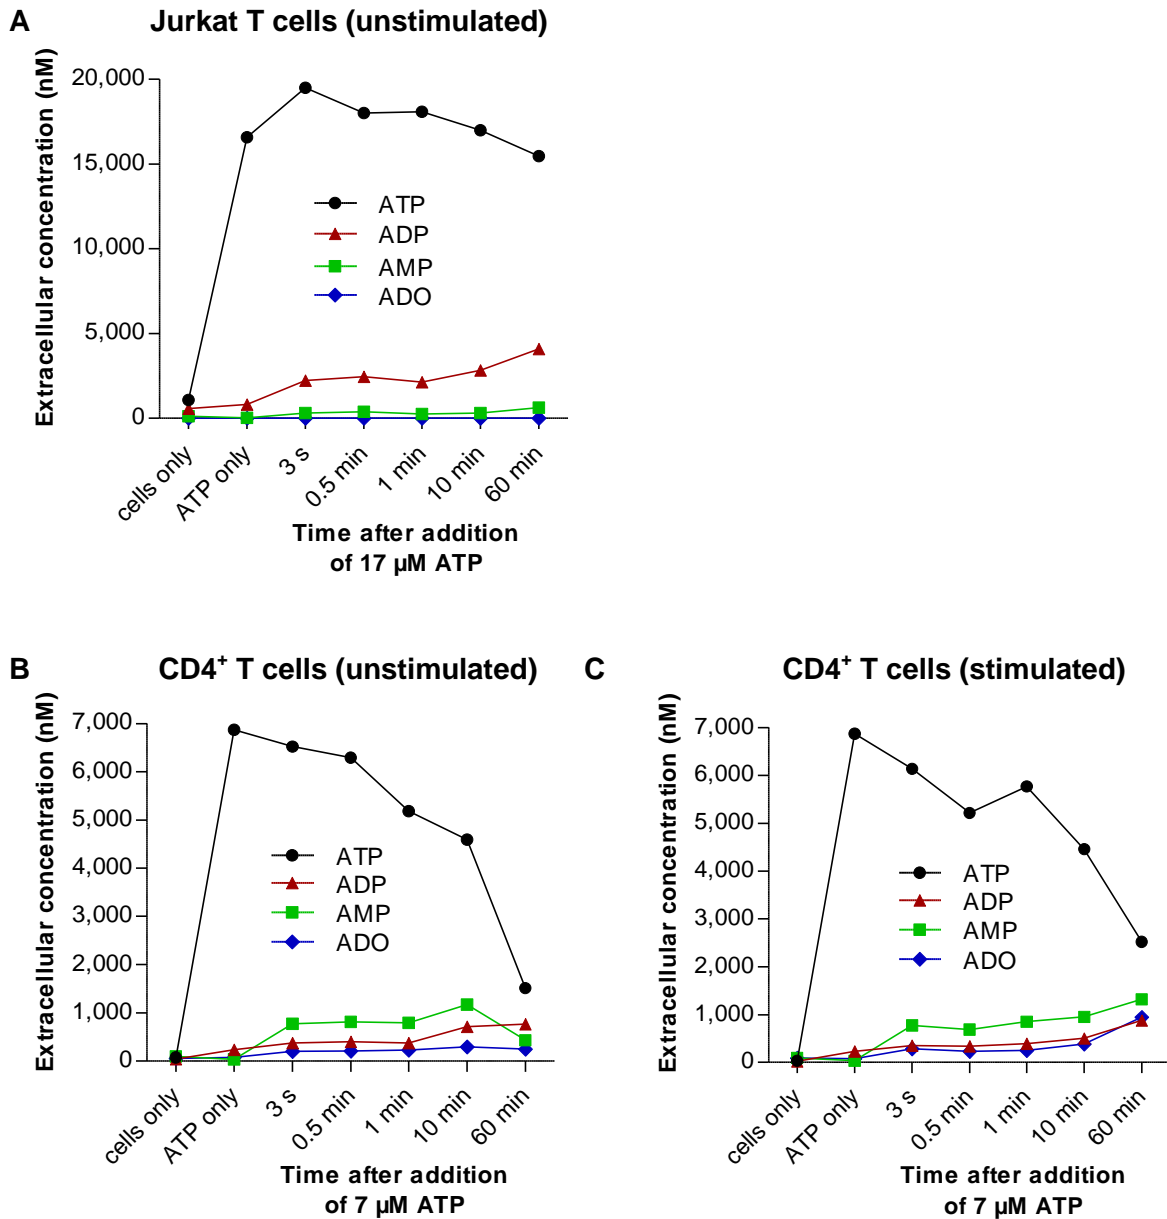 A
Jurkat T cells (unstimulated)
Extracellular concentration (nM)
20,000
15,000
10,000
5,000
0
ATP
ADP
AMP
ADO
cells only
ATP only
3 s
0.5 min
1 min
10 min
60 min
Time after addition
of 17 µM ATP
B
CD4⁺ T cells (unstimulated)
Extracellular concentration (nM)
7,000
6,000
5,000
4,000
3,000
2,000
1,000
0
ATP
ADP
AMP
ADO
cells only
ATP only
3 s
0.5 min
1 min
10 min
60 min
Time after addition
of 7 µM ATP
C
CD4⁺ T cells (stimulated)
Extracellular concentration (nM)
7,000
6,000
5,000
4,000
3,000
2,000
1,000
0
ATP
ADP
AMP
ADO
cells only
ATP only
3 s
0.5 min
1 min
10 min
60 min
Time after addition
of 7 µM ATP